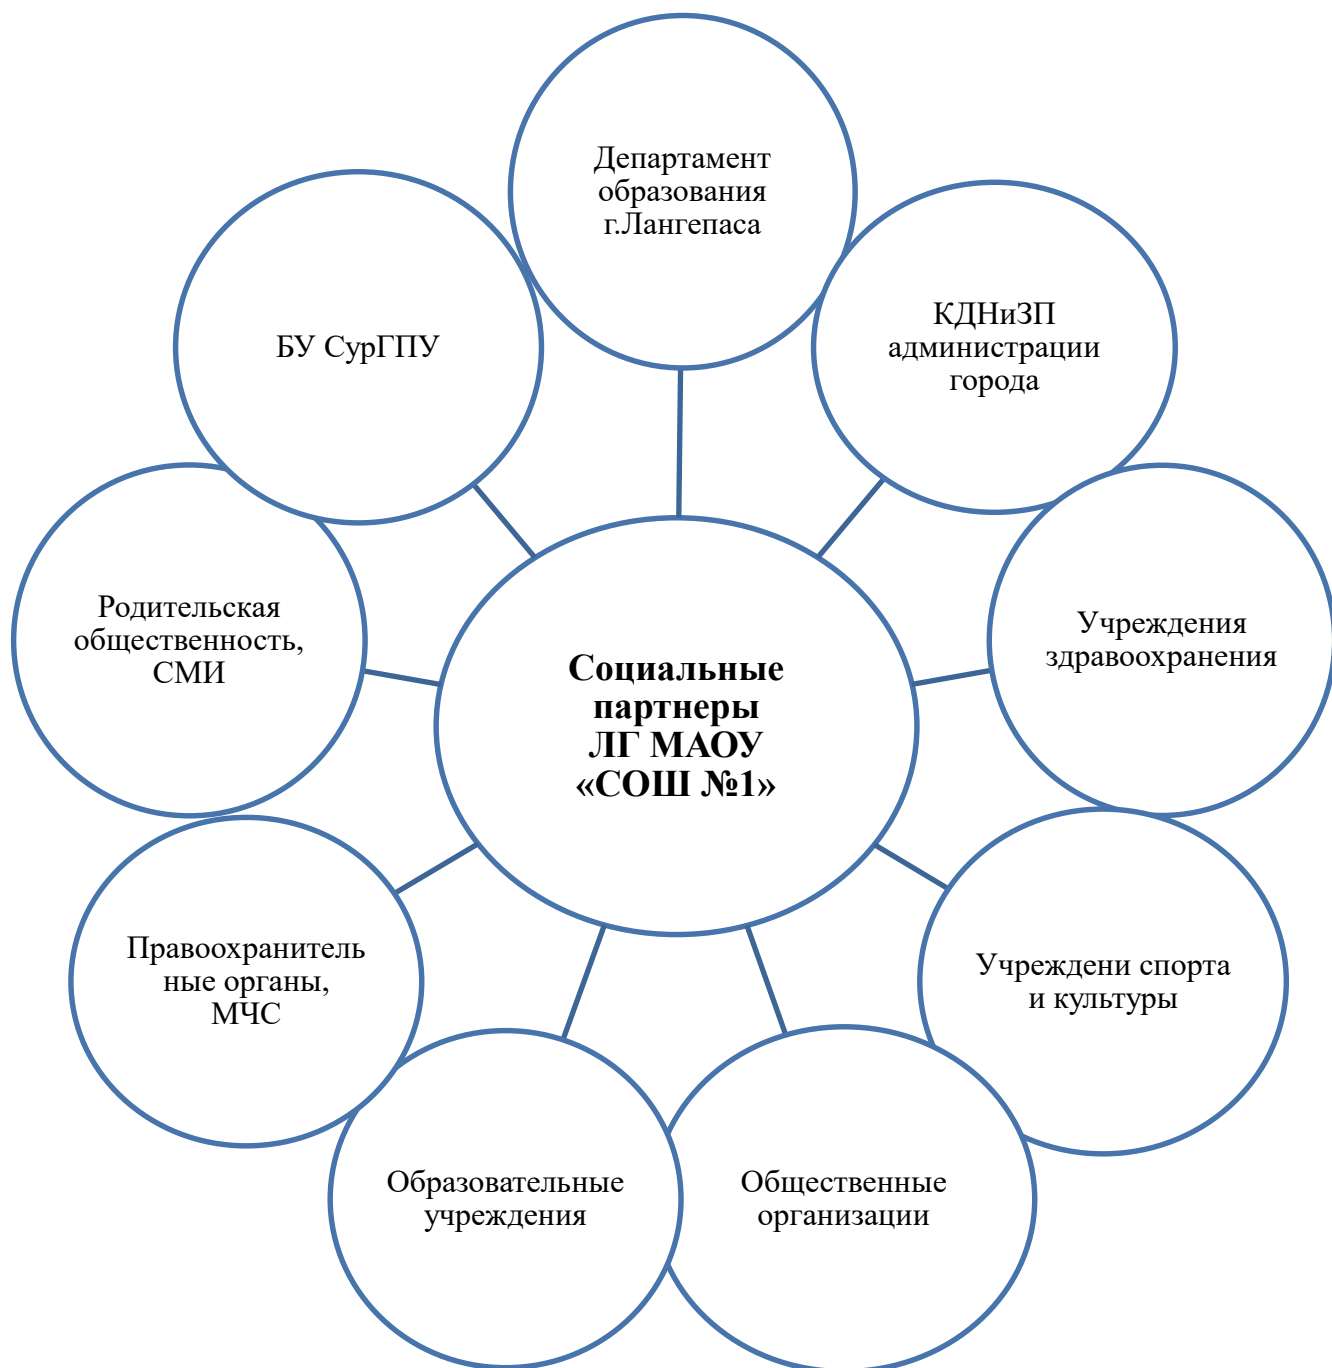 Департамент
образования
г.Лангепаса
КДНиЗП
администрации
города
БУ СурГПУ
Учреждения
здравоохранения
Родительская
общественность,
СМИ
Социальные
партнеры
ЛГ МАОУ
«СОШ №1»
Учреждени спорта
и культуры
Правоохранитель
ные органы,
МЧС
Общественные
организации
Образовательные
учреждения